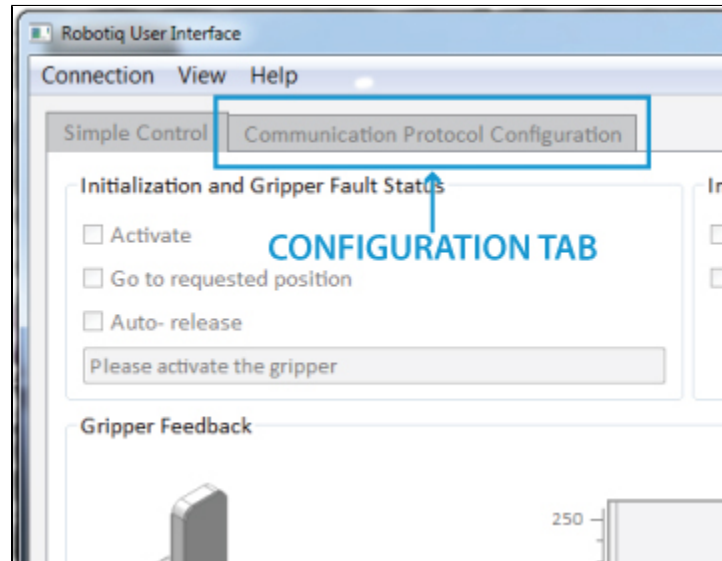 Robotiq User Interface
Connection View Help
Simple Control Communication Protocol Configuration
Initialization and Gripper Fault Status
Activate
CONFIGURATION TAB
Go to requested position
Auto- release
Please activate the gripper
Gripper Feedback
250